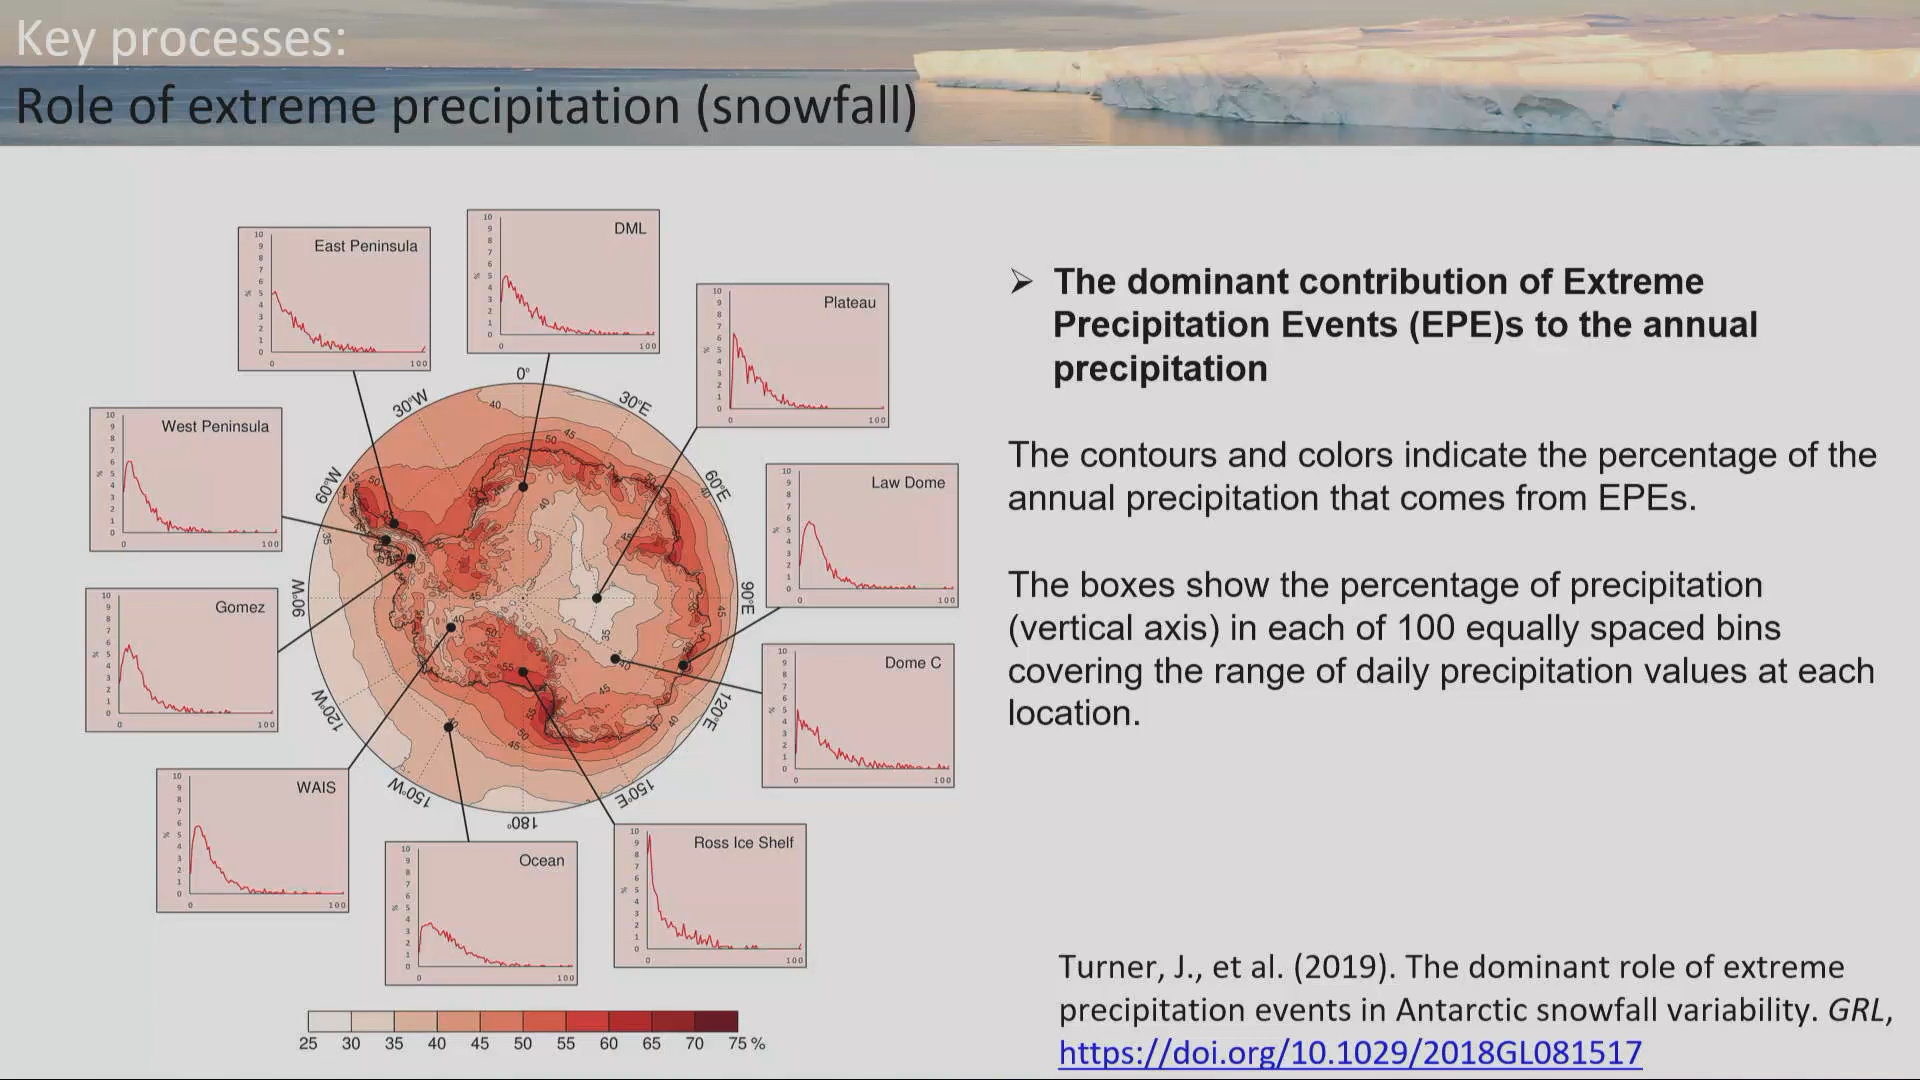 Key processes:
Role of extreme precipitation (snowfall)
East Peninsula
DML
Plateau
West Peninsula
Law Dome
Gomez
Dome C
WAIS
Ocean
Ross Ice Shelf
0°
30°E
60°E
90°E
120°E
150°E
180°
150°W
120°W
90°W
60°W
30°W
25 30 35 40 45 50 55 60 65 70 75 %
➢ The dominant contribution of Extreme
Precipitation Events (EPE)s to the annual
precipitation
The contours and colors indicate the percentage of the
annual precipitation that comes from EPEs.
The boxes show the percentage of precipitation
(vertical axis) in each of 100 equally spaced bins
covering the range of daily precipitation values at each
location.
Turner, J., et al. (2019). The dominant role of extreme
precipitation events in Antarctic snowfall variability. GRL,
https://doi.org/10.1029/2018GL081517